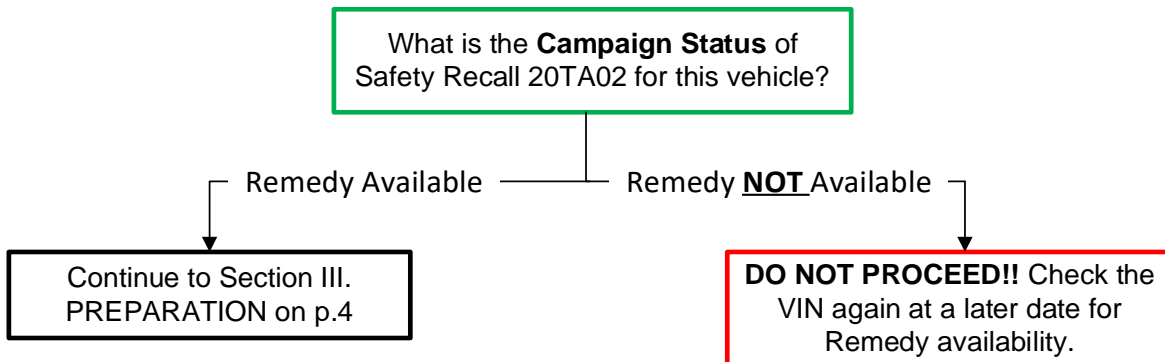 What is the Campaign Status of
Safety Recall 20TA02 for this vehicle?
Remedy Available
Remedy NOT Available
Continue to Section III.
PREPARATION on p.4
DO NOT PROCEED!! Check the
VIN again at a later date for
Remedy availability.